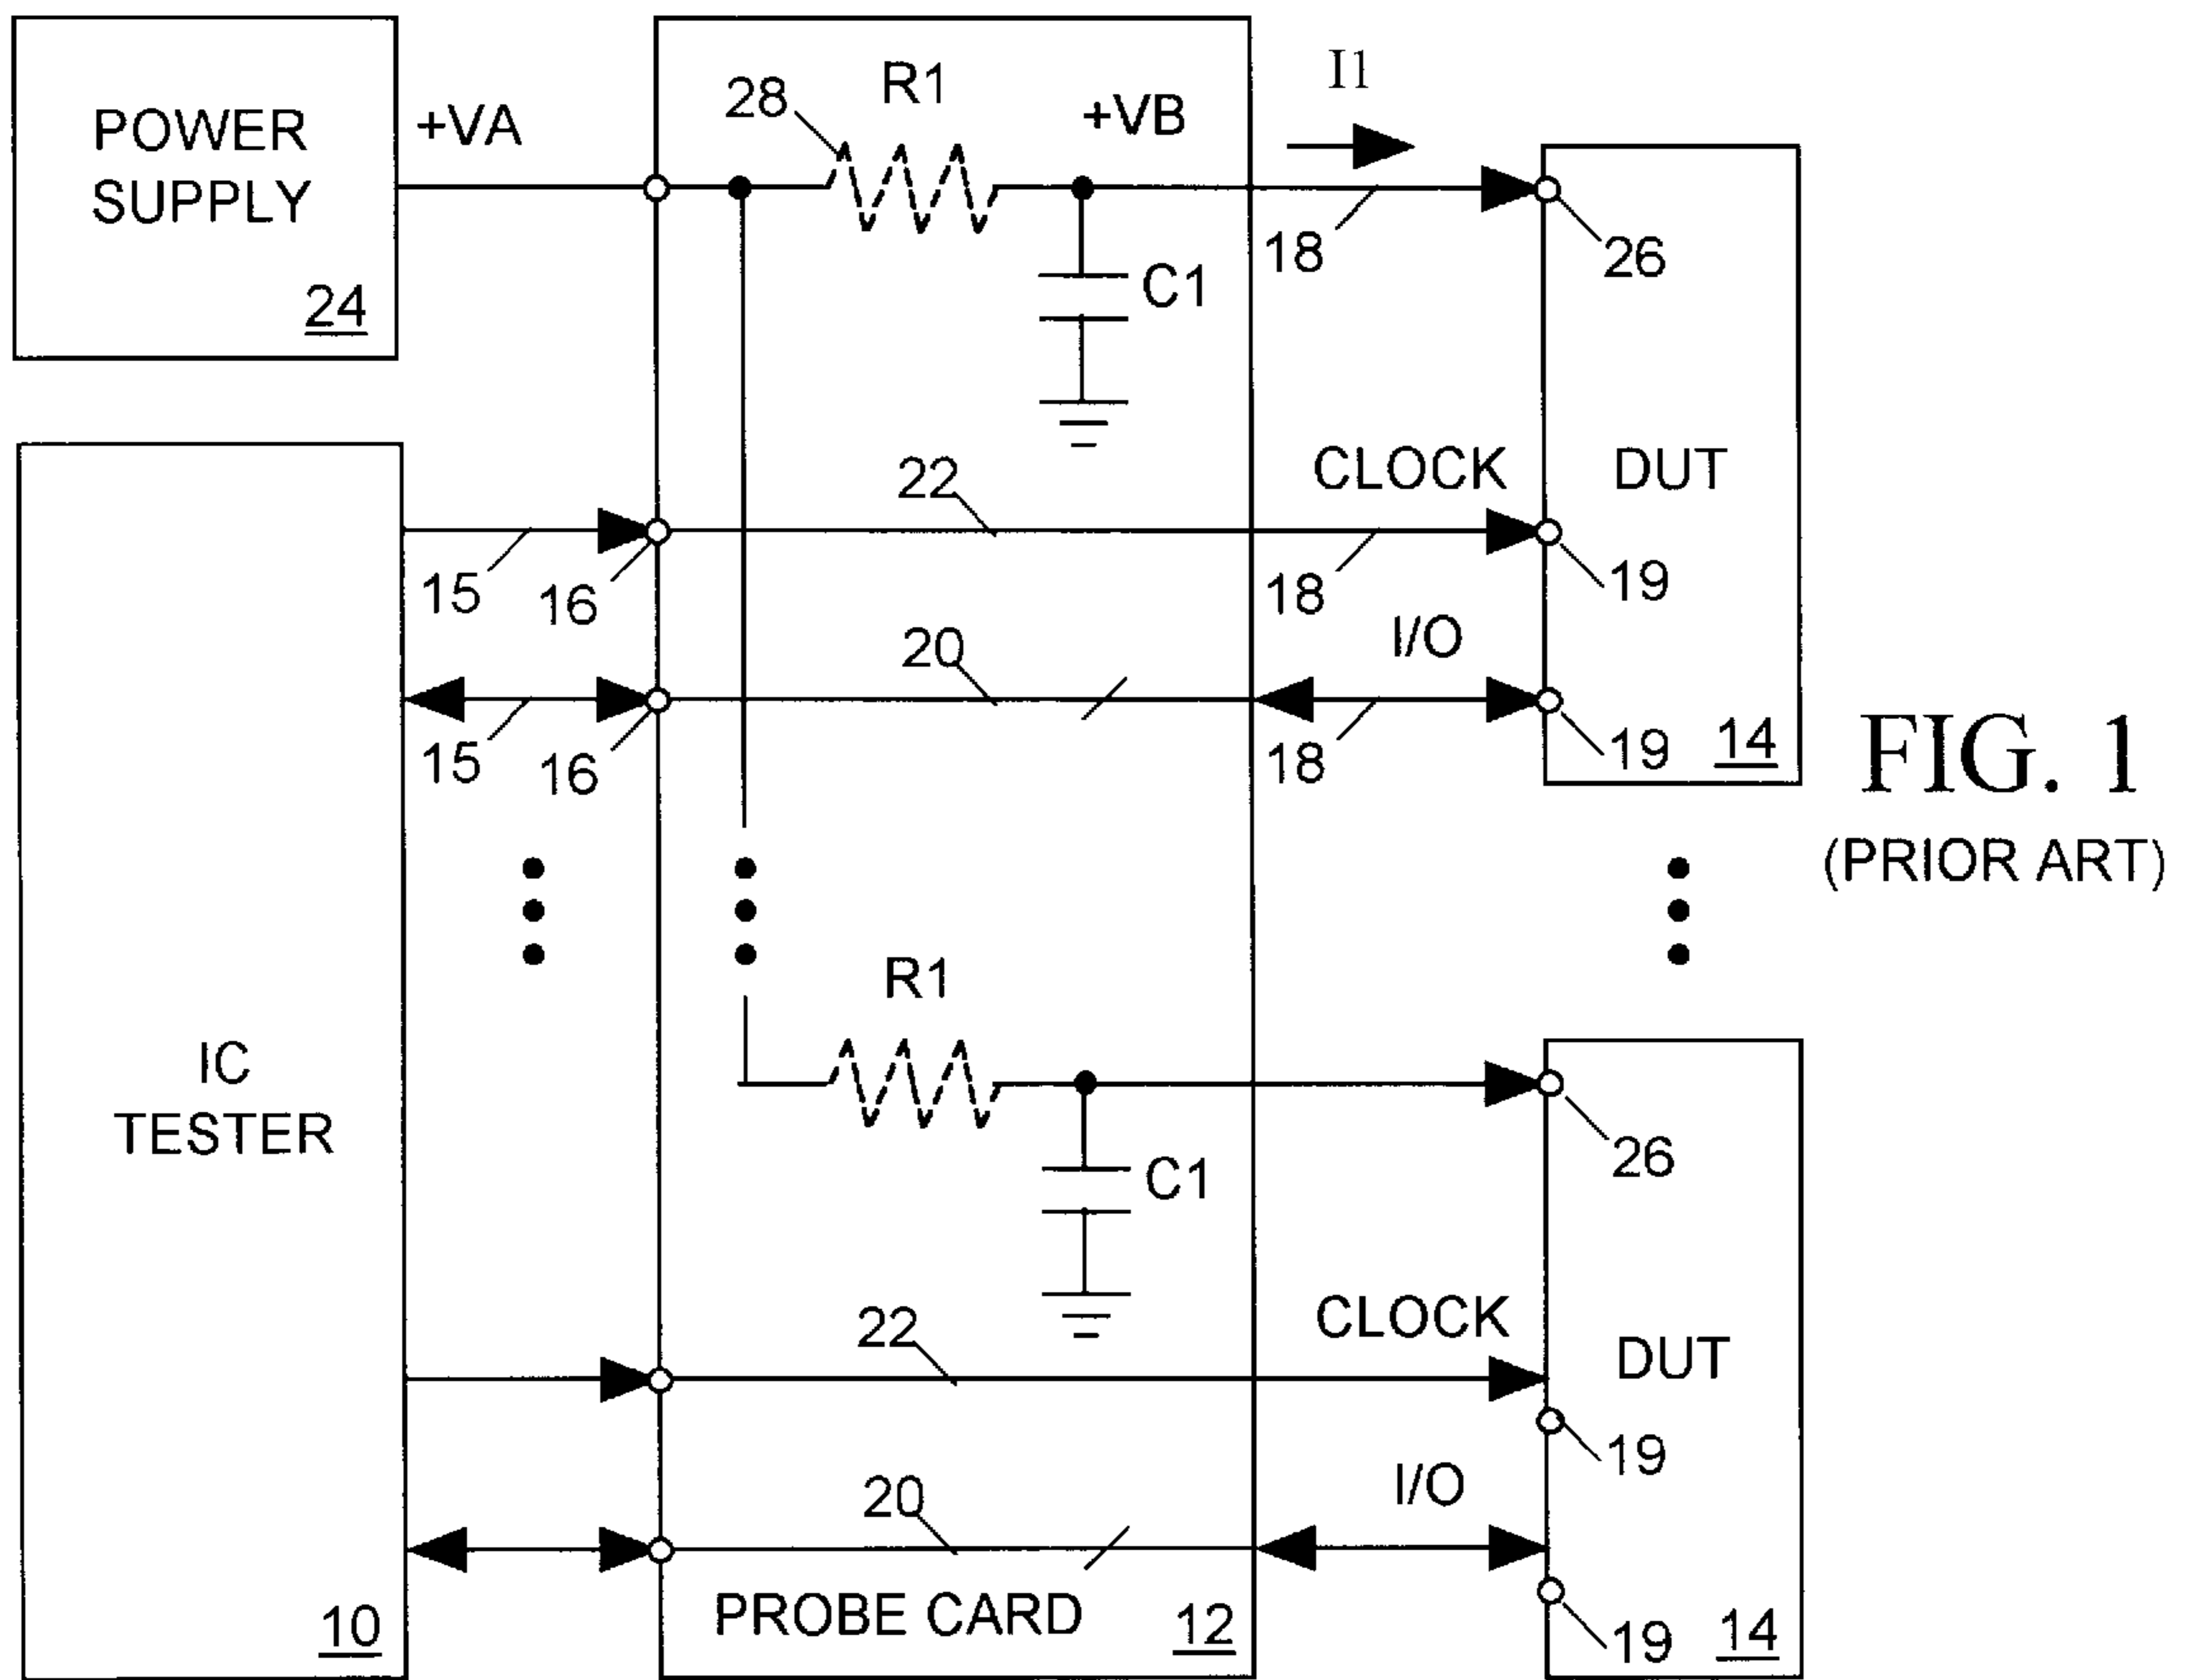 POWER
SUPPLY
24
+VA
28
R1
+VB
I1
C1
18
26
22
CLOCK
DUT
15
16
18
19
20
I/O
15
16
18
19
14
FIG. 1
(PRIOR ART)
R1
IC
TESTER
C1
26
22
CLOCK
DUT
19
20
I/O
10
PROBE CARD
12
19
14